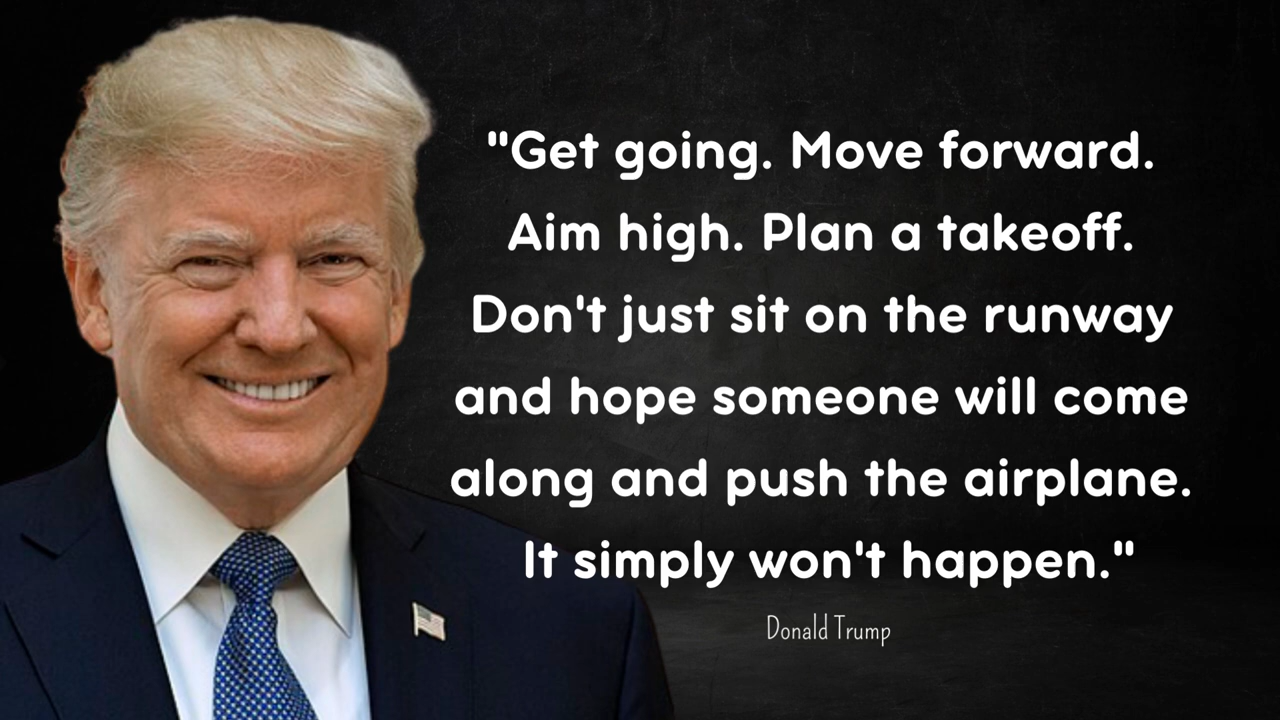 "Get going. Move forward.
Aim high. Plan a takeoff.
Don't just sit on the runway
and hope someone will come
along and push the airplane.
It simply won't happen."
Donald Trump